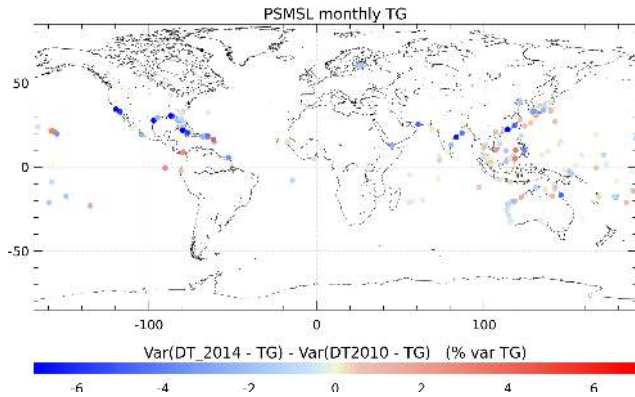 PSMSL monthly TG
50
0
-50
-100 0 100
Var(DT_2014 - TG) - Var(DT2010 - TG) (% var TG)
-6 -4 -2 0 2 4 6